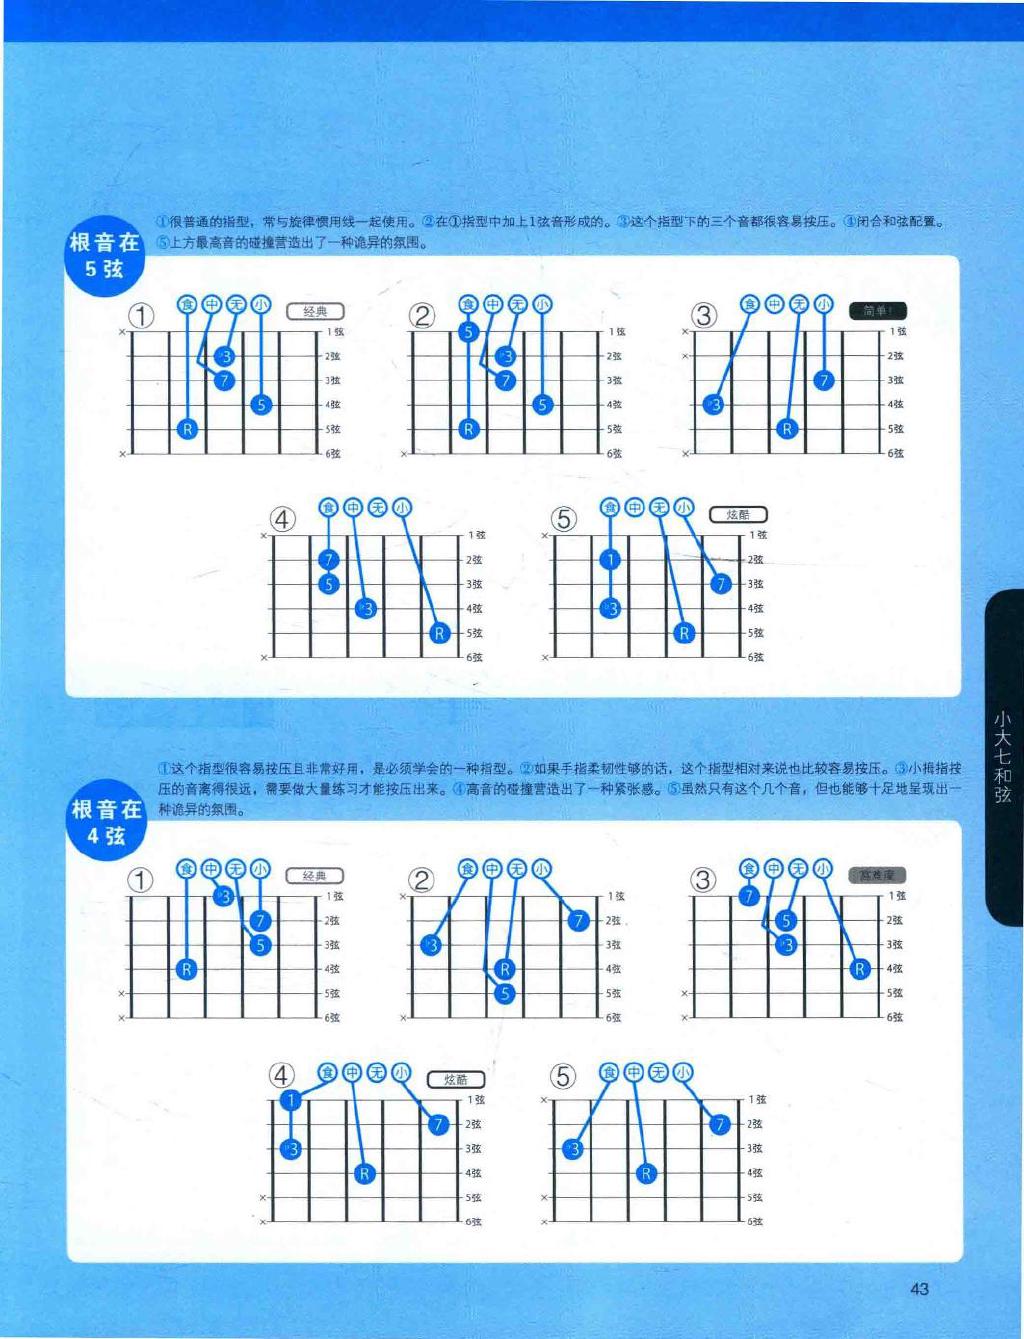 ①很普通的指型，常与旋律惯用线一起使用。②在①指型中加上1弦音形成的。③这个指型下的三个音都很容易按压。④闭合和弦配置。
⑤上方最高音的碰撞营造出了一种诡异的氛围。
根音在
5弦
① 食 中 无 小 经典
×
1弦
♭3 2弦
7 3弦
5 4弦
R 5弦
× 6弦
② 食 中 无 小
5 1弦
♭3 2弦
7 3弦
5 4弦
R 5弦
× 6弦
③ 食 中 无 小 简单！
× 1弦
× 2弦
7 3弦
♭3 4弦
R 5弦
× 6弦
④ 食 中 无 小
× 1弦
7 2弦
5 3弦
♭3 4弦
R 5弦
× 6弦
⑤ 食 中 无 小 炫酷
× 1弦
1 2弦
7 3弦
♭3 4弦
R 5弦
× 6弦
小大七和弦
①这个指型很容易按压且非常好用，是必须学会的一种指型。②如果手指柔韧性够的话，这个指型相对来说也比较容易按压。③小拇指按
压的音离得很远，需要做大量练习才能按压出来。④高音的碰撞营造出了一种紧张感。⑤虽然只有这个几个音，但也能够十足地呈现出一
种诡异的氛围。
根音在
4弦
① 食 中 无 小 经典
♭3 1弦
7 2弦
5 3弦
R 4弦
× 5弦
× 6弦
② 食 中 无 小
× 1弦
7 2弦
♭3 3弦
R 4弦
5 5弦
× 6弦
③ 食 中 无 小 高难度
7 1弦
5 2弦
♭3 3弦
R 4弦
× 5弦
× 6弦
④ 食 中 无 小 炫酷
1 1弦
7 2弦
♭3 3弦
R 4弦
× 5弦
× 6弦
⑤ 食 中 无 小
× 1弦
7 2弦
♭3 3弦
R 4弦
× 5弦
× 6弦
43